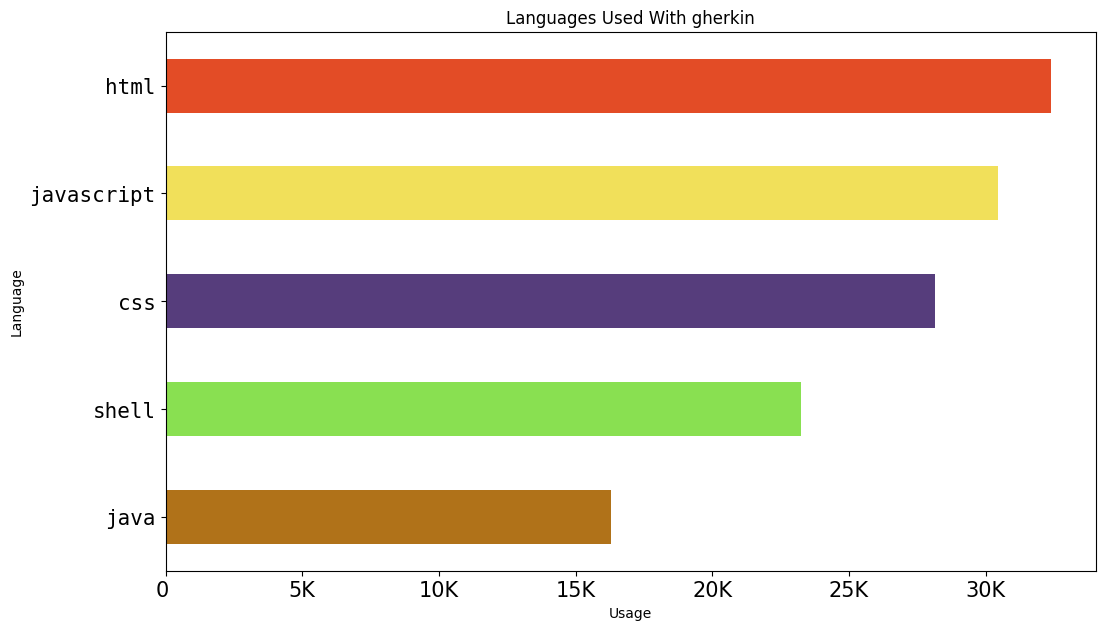 Languages Used With gherkin
html
javascript
css
shell
java
Language
0 5K 10K 15K 20K 25K 30K
Usage